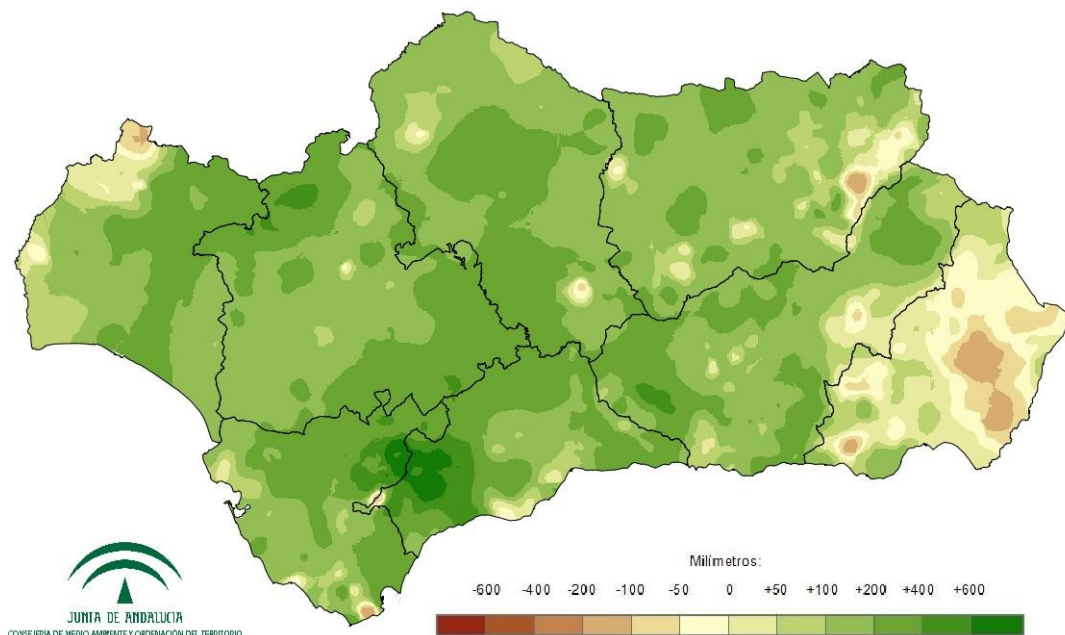 Milímetros:
-600 -400 -200 -100 -50 0 +50 +100 +200 +400 +600
JUNTA DE ANDALUCIA
CONSEJERIA DE MEDIO AMBIENTE Y ORDENACIÓN DEL TERRITORIO